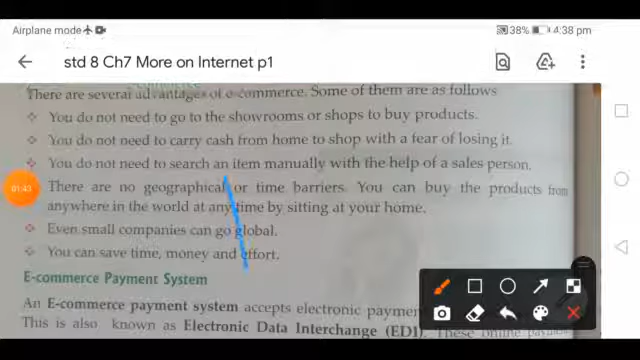 Airplane mode
38% 4:38 pm
std 8 Ch7 More on Internet p1
There are several advantages of e-commerce. Some of them are as follows
You do not need to go to the showrooms or shops to buy products.
You do not need to carry cash from home to shop with a fear of losing it.
You do not need to search an item manually with the help of a sales person.
01:43
There are no geographical or time barriers. You can buy the products from
anywhere in the world at any time by sitting at your home.
Even small companies can go global.
You can save time, money and effort.
E-commerce Payment System
An E-commerce payment system accepts electronic
This is also known as Electronic Data Interchange (EDI). These online